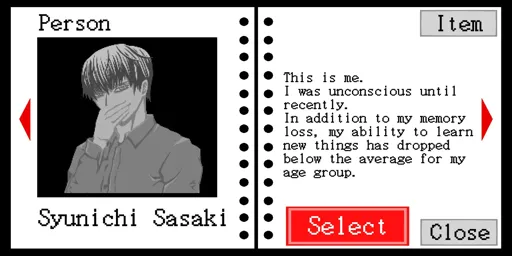 Person
Item
This is me.
I was unconscious until
recently.
In addition to my memory
loss, my ability to learn
new things has dropped
below the average for my
age group.
Syunichi Sasaki
Select
Close